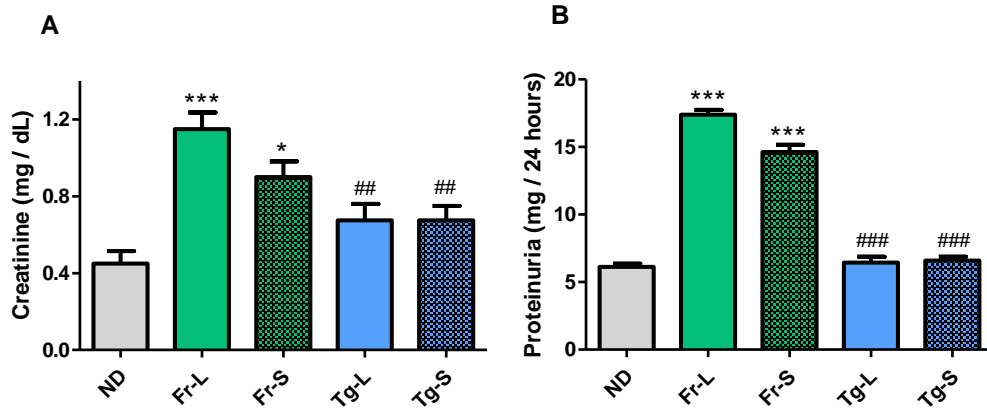 A
Creatinine (mg / dL)
1.2
0.8
0.4
0.0
***
*
##
##
ND
Fr-L
Fr-S
Tg-L
Tg-S
B
Proteinuria (mg / 24 hours)
20
15
10
5
0
***
***
###
###
ND
Fr-L
Fr-S
Tg-L
Tg-S